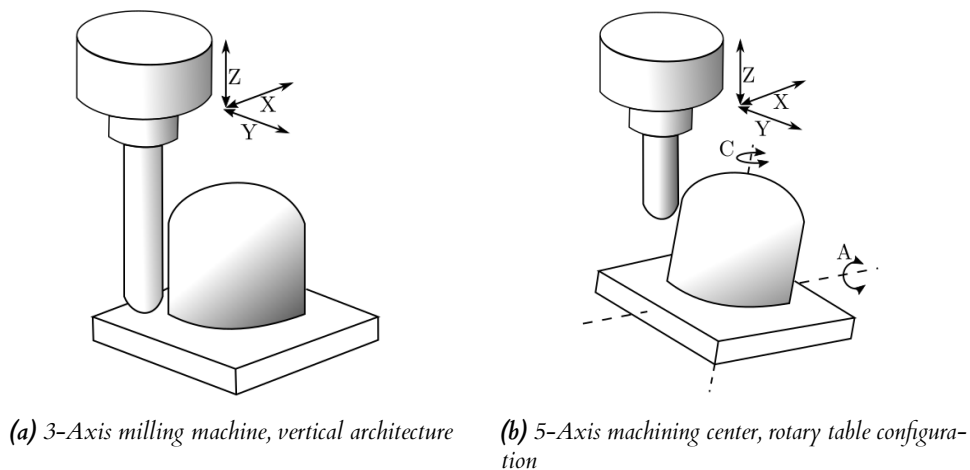 Z
X
Y
Z
X
Y
C
A
(a) 3-Axis milling machine, vertical architecture
(b) 5-Axis machining center, rotary table configura-
tion